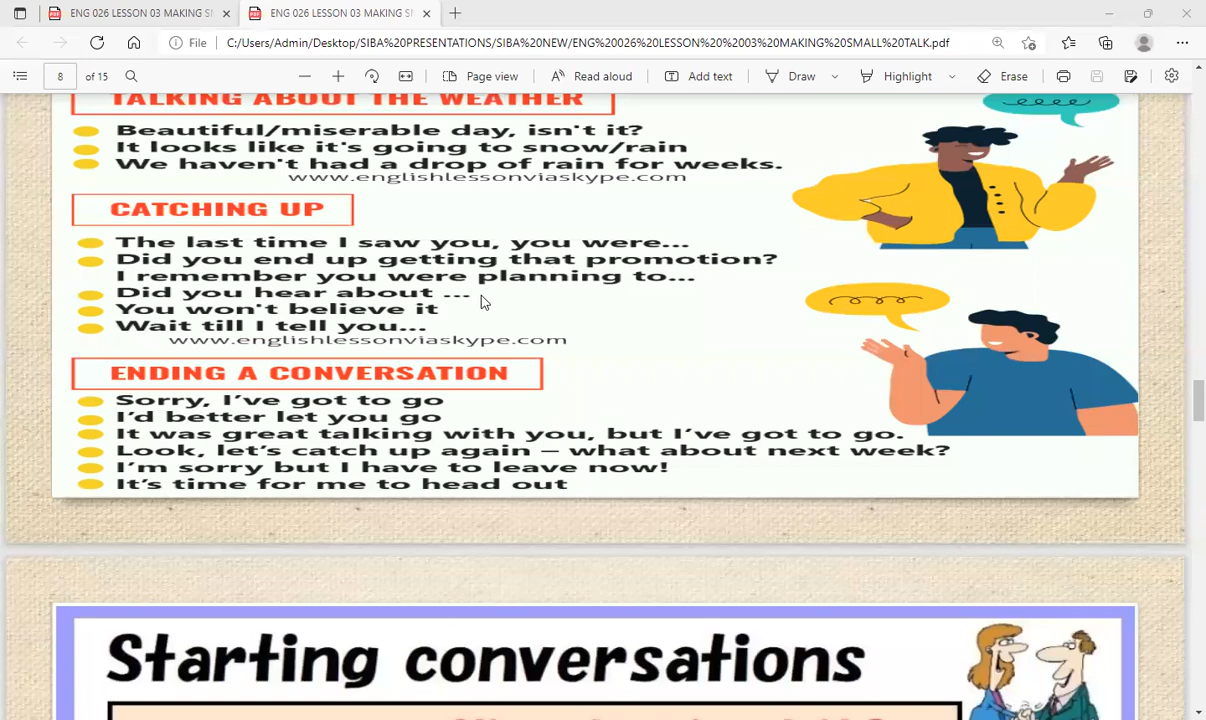 ENG 026 LESSON 03 MAKING S
ENG 026 LESSON 03 MAKING S
File
C:/Users/Admin/Desktop/SIBA%20PRESENTATIONS/SIBA%20NEW/ENG%20026%20LESSON%20%2003%20MAKING%20SMALL%20TALK.pdf
8 of 15
Page view
Read aloud
Add text
Draw
Highlight
Erase
TALKING ABOUT THE WEATHER
Beautiful/miserable day, isn't it?
It looks like it's going to snow/rain
We haven't had a drop of rain for weeks.
www.englishlessonviaskype.com
CATCHING UP
The last time I saw you, you were...
Did you end up getting that promotion?
I remember you were planning to...
Did you hear about ...
You won't believe it
Wait till I tell you...
www.englishlessonviaskype.com
ENDING A CONVERSATION
Sorry, I've got to go
I'd better let you go
It was great talking with you, but I've got to go.
Look, let's catch up again – what about next week?
I'm sorry but I have to leave now!
It's time for me to head out
Starting conversations